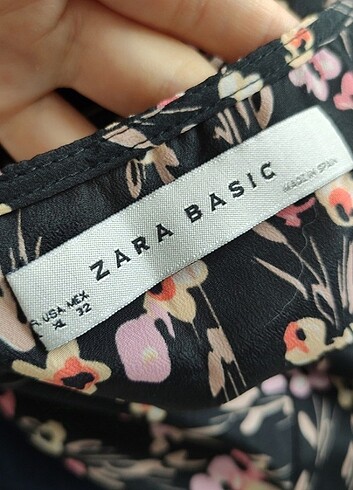 ZARA BASIC
MADE IN SPAIN
USA MEX
XL 32